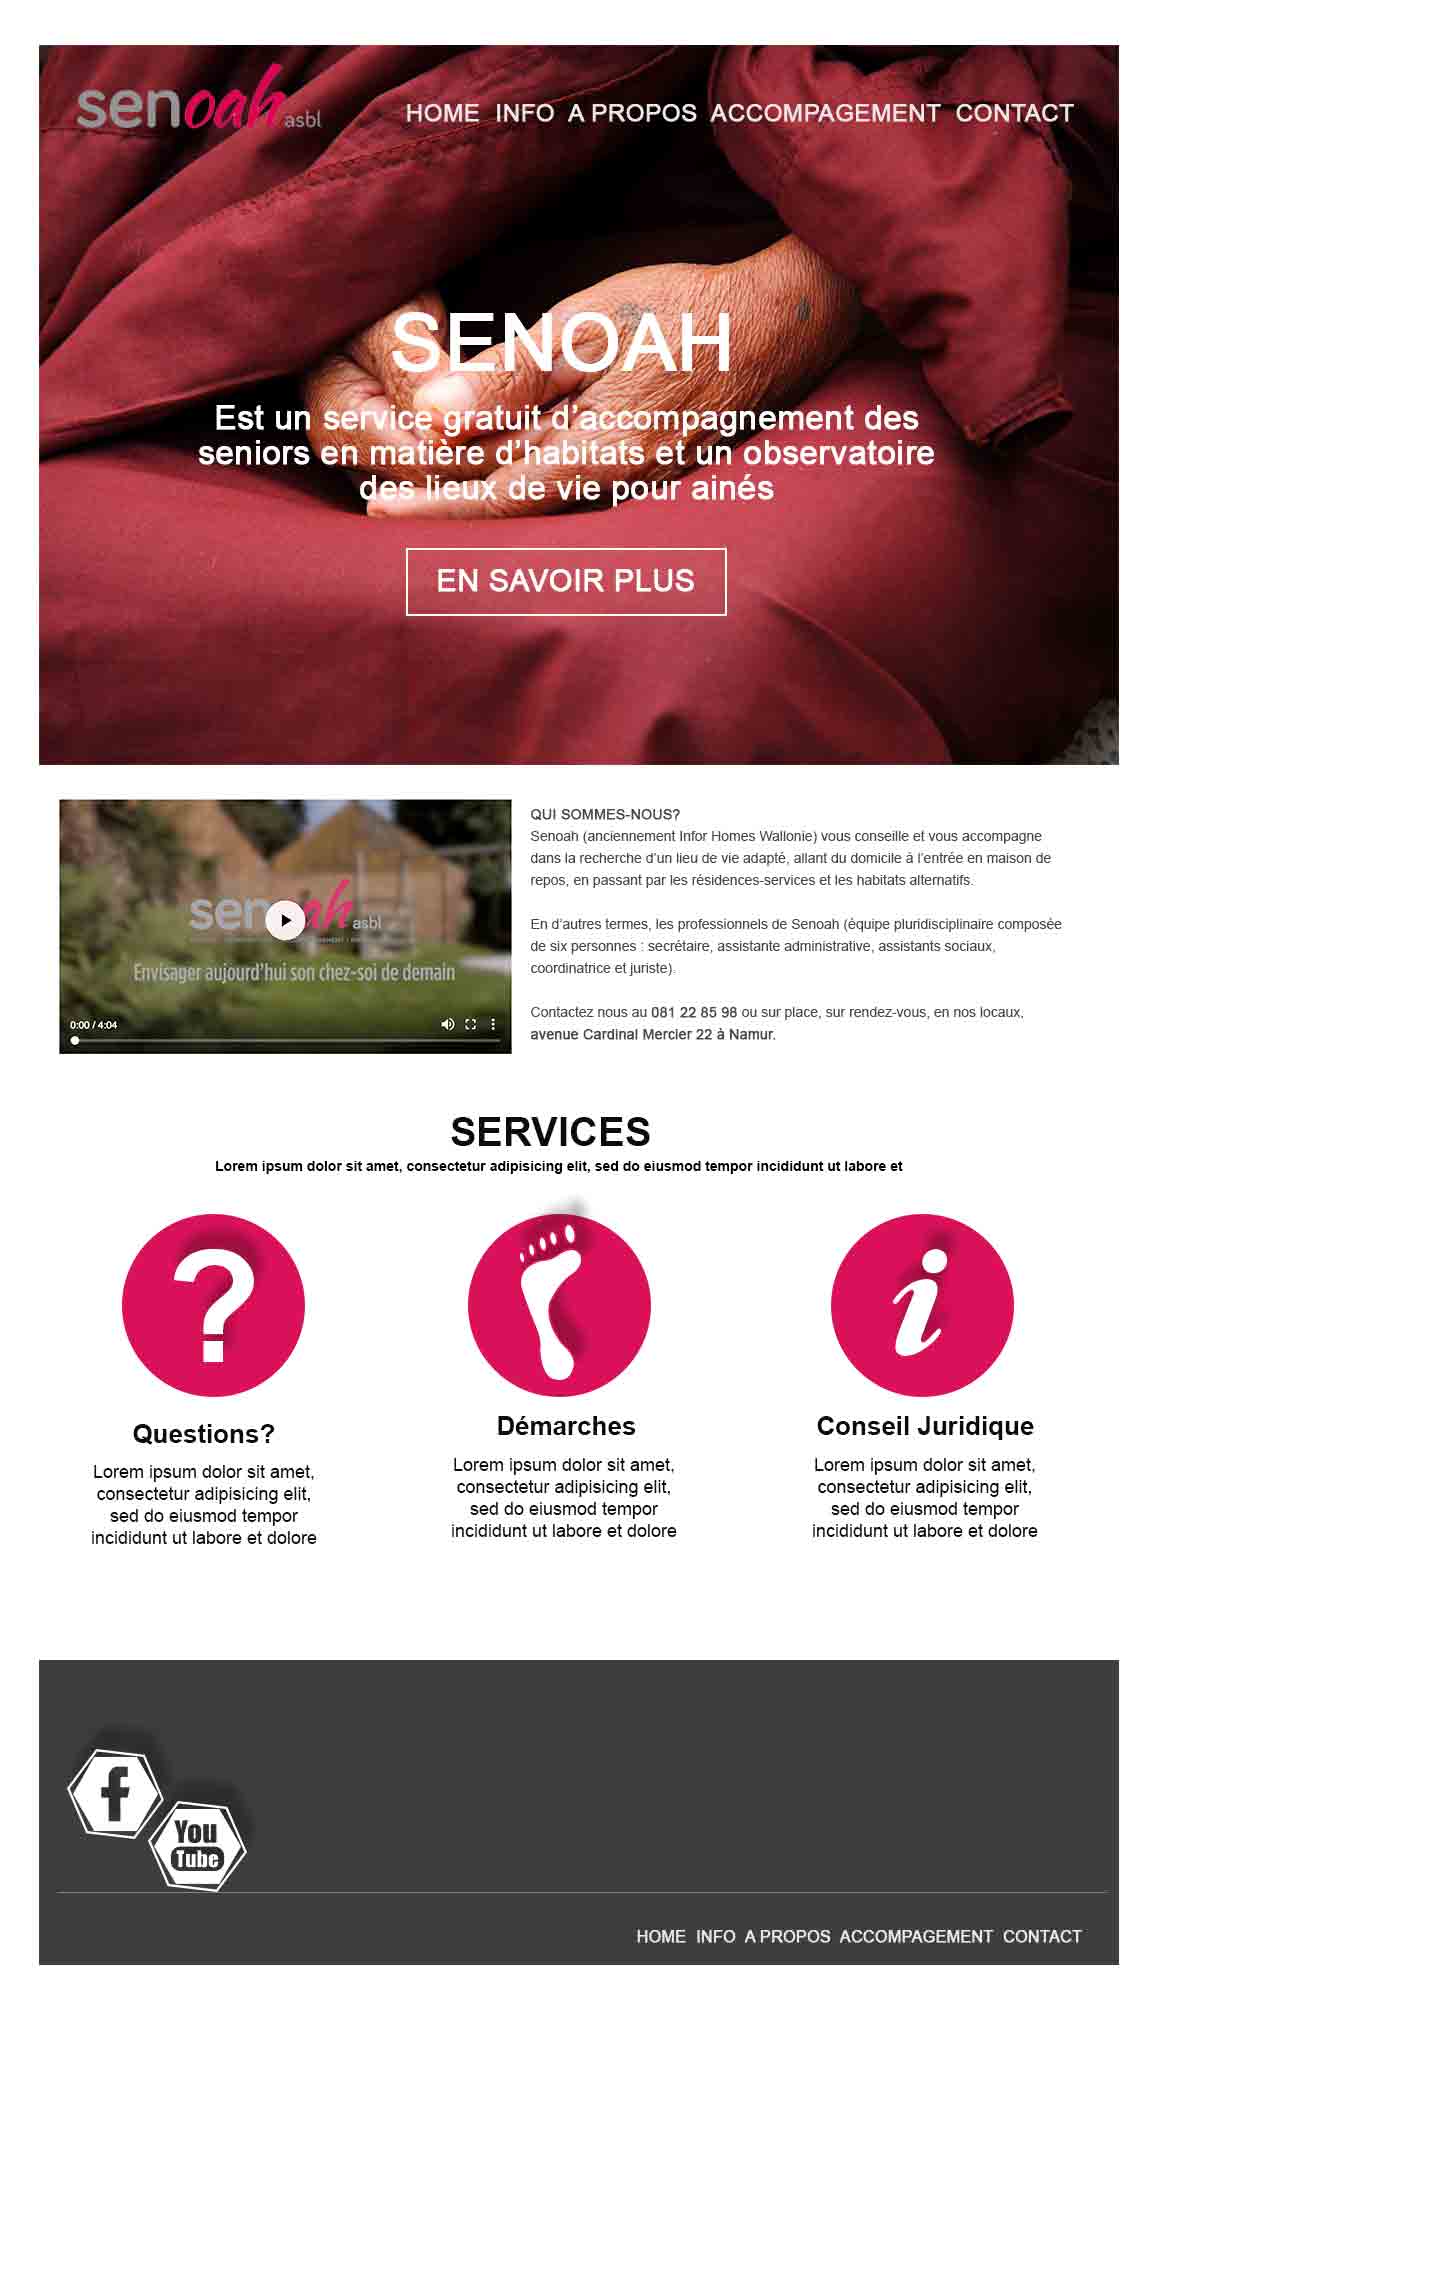 senoah asbl
HOME INFO A PROPOS ACCOMPAGEMENT CONTACT
SENOAH
Est un service gratuit d’accompagnement des
seniors en matière d’habitats et un observatoire
des lieux de vie pour ainés
EN SAVOIR PLUS
senoah asbl
Envisager aujourd’hui son chez-soi de demain
0:00 / 4:04
QUI SOMMES-NOUS?
Senoah (anciennement Infor Homes Wallonie) vous conseille et vous accompagne
dans la recherche d’un lieu de vie adapté, allant du domicile à l’entrée en maison de
repos, en passant par les résidences-services et les habitats alternatifs.
En d’autres termes, les professionnels de Senoah (équipe pluridisciplinaire composée
de six personnes : secrétaire, assistante administrative, assistants sociaux,
coordinatrice et juriste).
Contactez nous au 081 22 85 98 ou sur place, sur rendez-vous, en nos locaux,
avenue Cardinal Mercier 22 à Namur.
SERVICES
Lorem ipsum dolor sit amet, consectetur adipisicing elit, sed do eiusmod tempor incididunt ut labore et
?
i
Questions?
Lorem ipsum dolor sit amet,
consectetur adipisicing elit,
sed do eiusmod tempor
incididunt ut labore et dolore
Démarches
Lorem ipsum dolor sit amet,
consectetur adipisicing elit,
sed do eiusmod tempor
incididunt ut labore et dolore
Conseil Juridique
Lorem ipsum dolor sit amet,
consectetur adipisicing elit,
sed do eiusmod tempor
incididunt ut labore et dolore
f
You
Tube
HOME INFO A PROPOS ACCOMPAGEMENT CONTACT